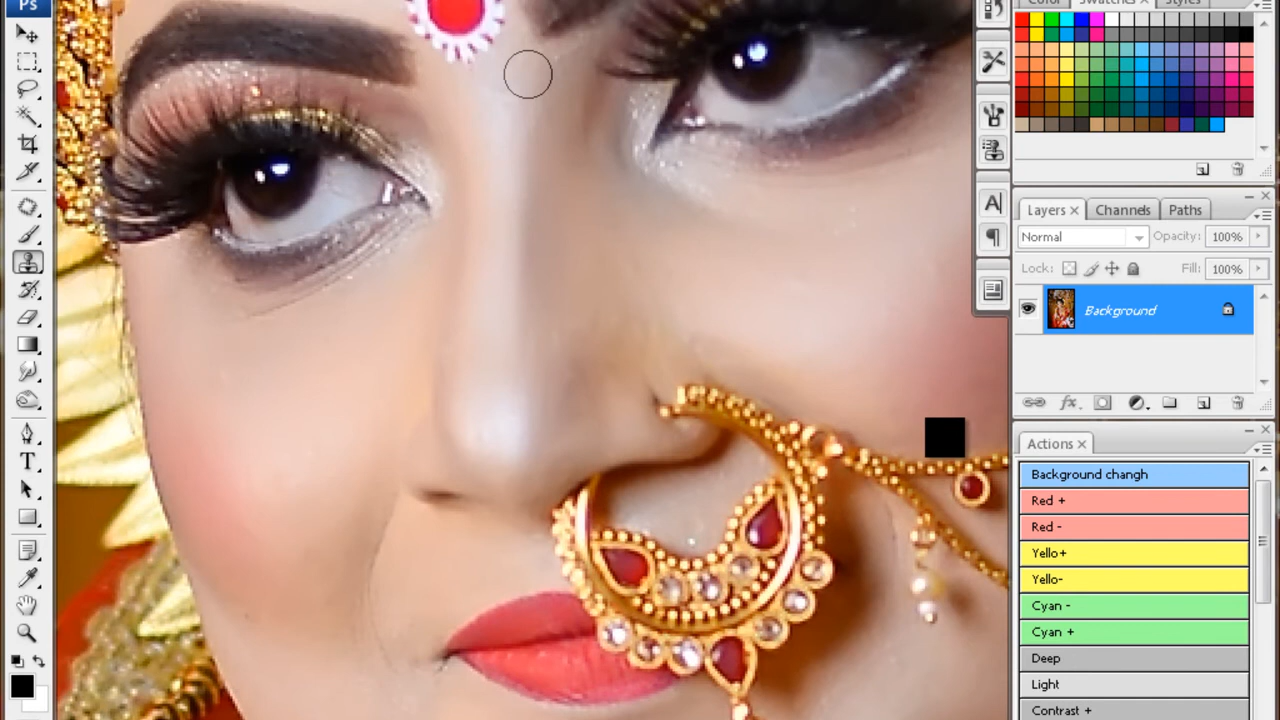 Ps
Color Swatches × Styles
Layers × Channels Paths
Normal Opacity: 100%
Lock: Fill: 100%
Background
Actions ×
Background changh
Red +
Red -
Yello+
Yello-
Cyan -
Cyan +
Deep
Light
Contrast +
T
A
¶
fx